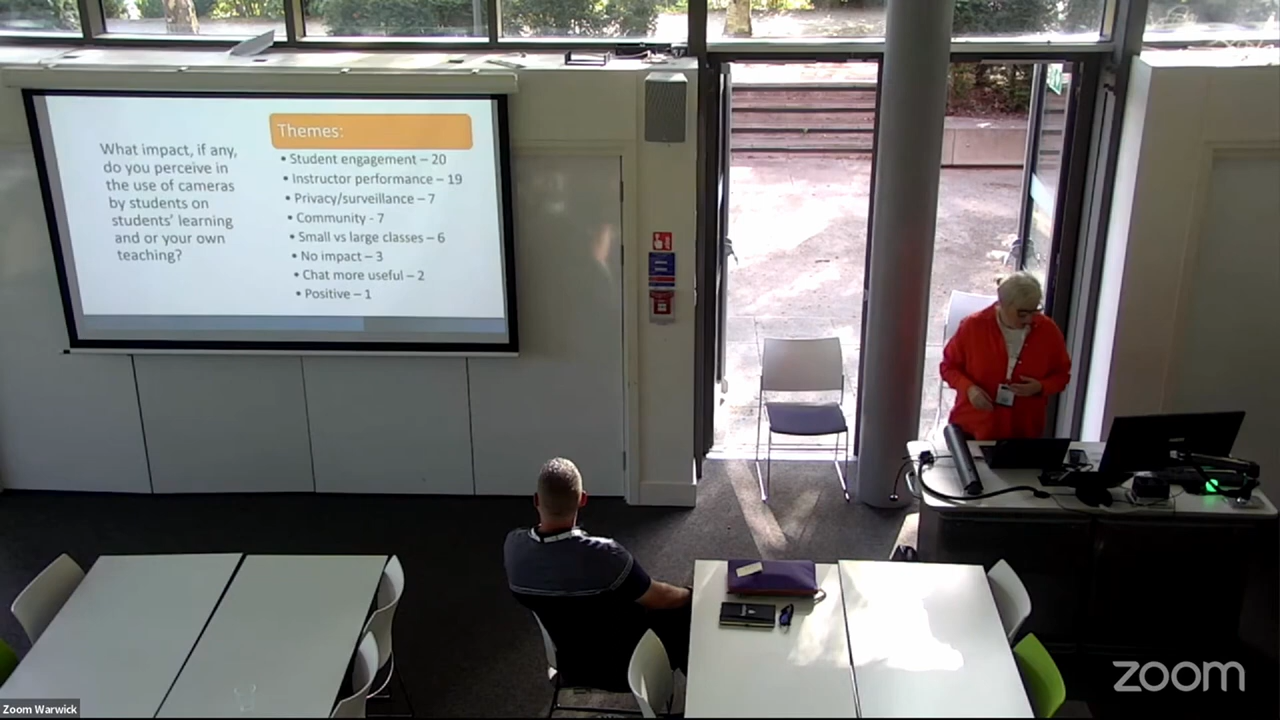 What impact, if any,
do you perceive in
the use of cameras
by students on
students' learning
and or your own
teaching?
Themes:
• Student engagement – 20
• Instructor performance – 19
• Privacy/surveillance – 7
• Community - 7
• Small vs large classes – 6
• No impact – 3
• Chat more useful – 2
• Positive – 1
zoom
Zoom Warwick